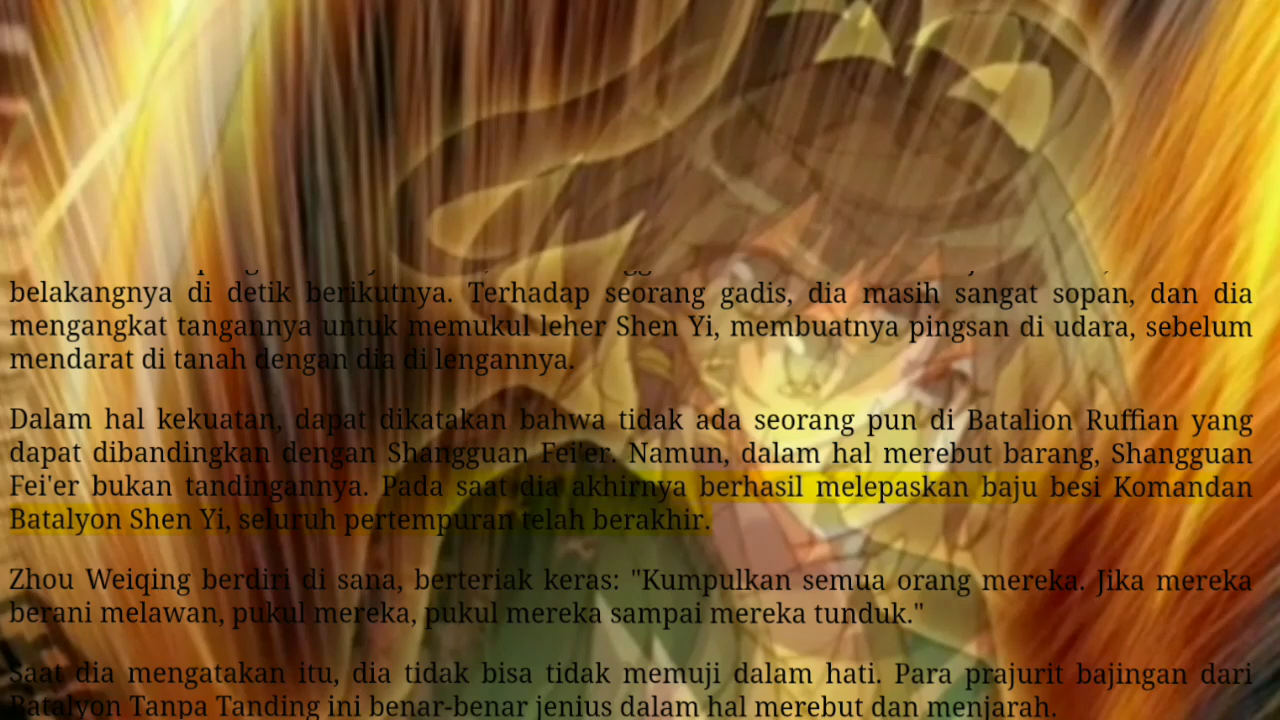 belakangnya di detik berikutnya. Terhadap seorang gadis, dia masih sangat sopan, dan dia
mengangkat tangannya untuk memukul leher Shen Yi, membuatnya pingsan di udara, sebelum
mendarat di tanah dengan dia di lengannya.
Dalam hal kekuatan, dapat dikatakan bahwa tidak ada seorang pun di Batalion Ruffian yang
dapat dibandingkan dengan Shangguan Fei'er. Namun, dalam hal merebut barang, Shangguan
Fei'er bukan tandingannya. Pada saat dia akhirnya berhasil melepaskan baju besi Komandan
Batalyon Shen Yi, seluruh pertempuran telah berakhir.
Zhou Weiqing berdiri di sana, berteriak keras: "Kumpulkan semua orang mereka. Jika mereka
berani melawan, pukul mereka, pukul mereka sampai mereka tunduk."
Saat dia mengatakan itu, dia tidak bisa tidak memuji dalam hati. Para prajurit bajingan dari
Batalyon Tanpa Tanding ini benar-benar jenius dalam hal merebut dan menjarah.